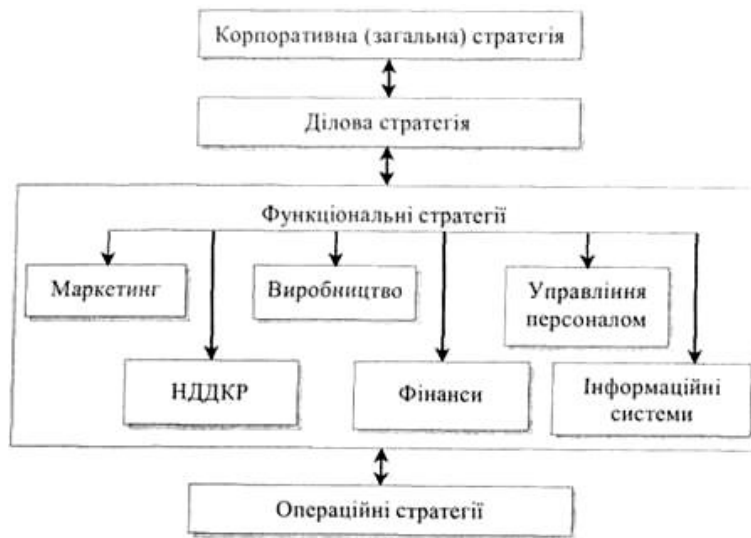 Корпоративна (загальна) стратегія
Ділова стратегія
Функціональні стратегії
Маркетинг
Виробництво
Управління
персоналом
НДДКР
Фінанси
Інформаційні
системи
Операційні стратегії